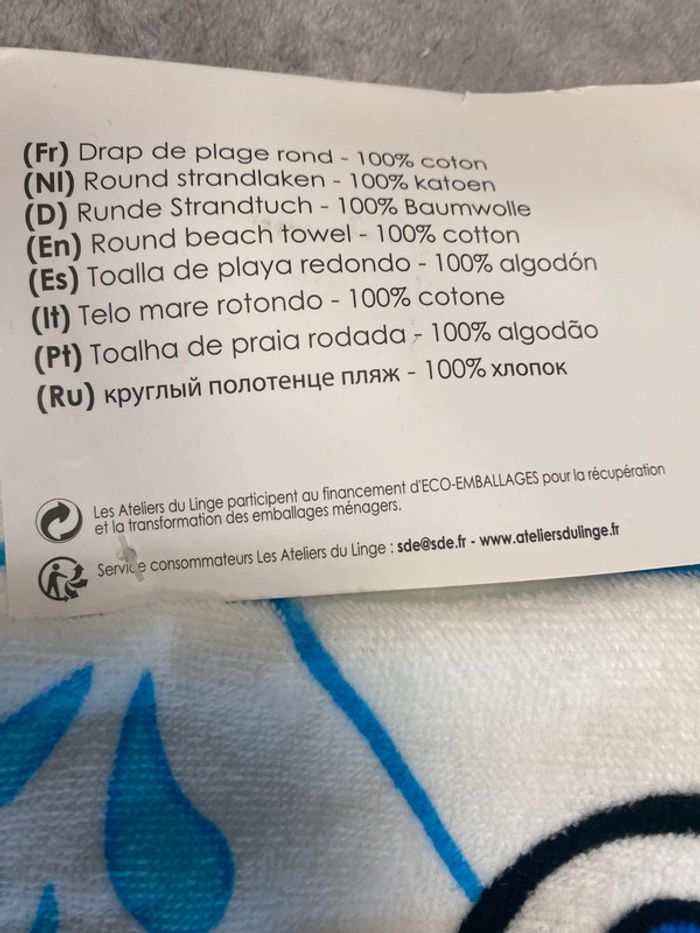 (Fr) Drap de plage rond - 100% coton
(Nl) Round strandlaken - 100% katoen
(D) Runde Strandtuch - 100% Baumwolle
(En) Round beach towel - 100% cotton
(Es) Toalla de playa redondo - 100% algodón
(It) Telo mare rotondo - 100% cotone
(Pt) Toalha de praia rodada - 100% algodão
(Ru) круглый полотенце пляж - 100% хлопок
Les Ateliers du Linge participent au financement d'ECO-EMBALLAGES pour la récupération
et la transformation des emballages ménagers.
Service consommateurs Les Ateliers du Linge : sde@sde.fr - www.ateliersdulinge.fr